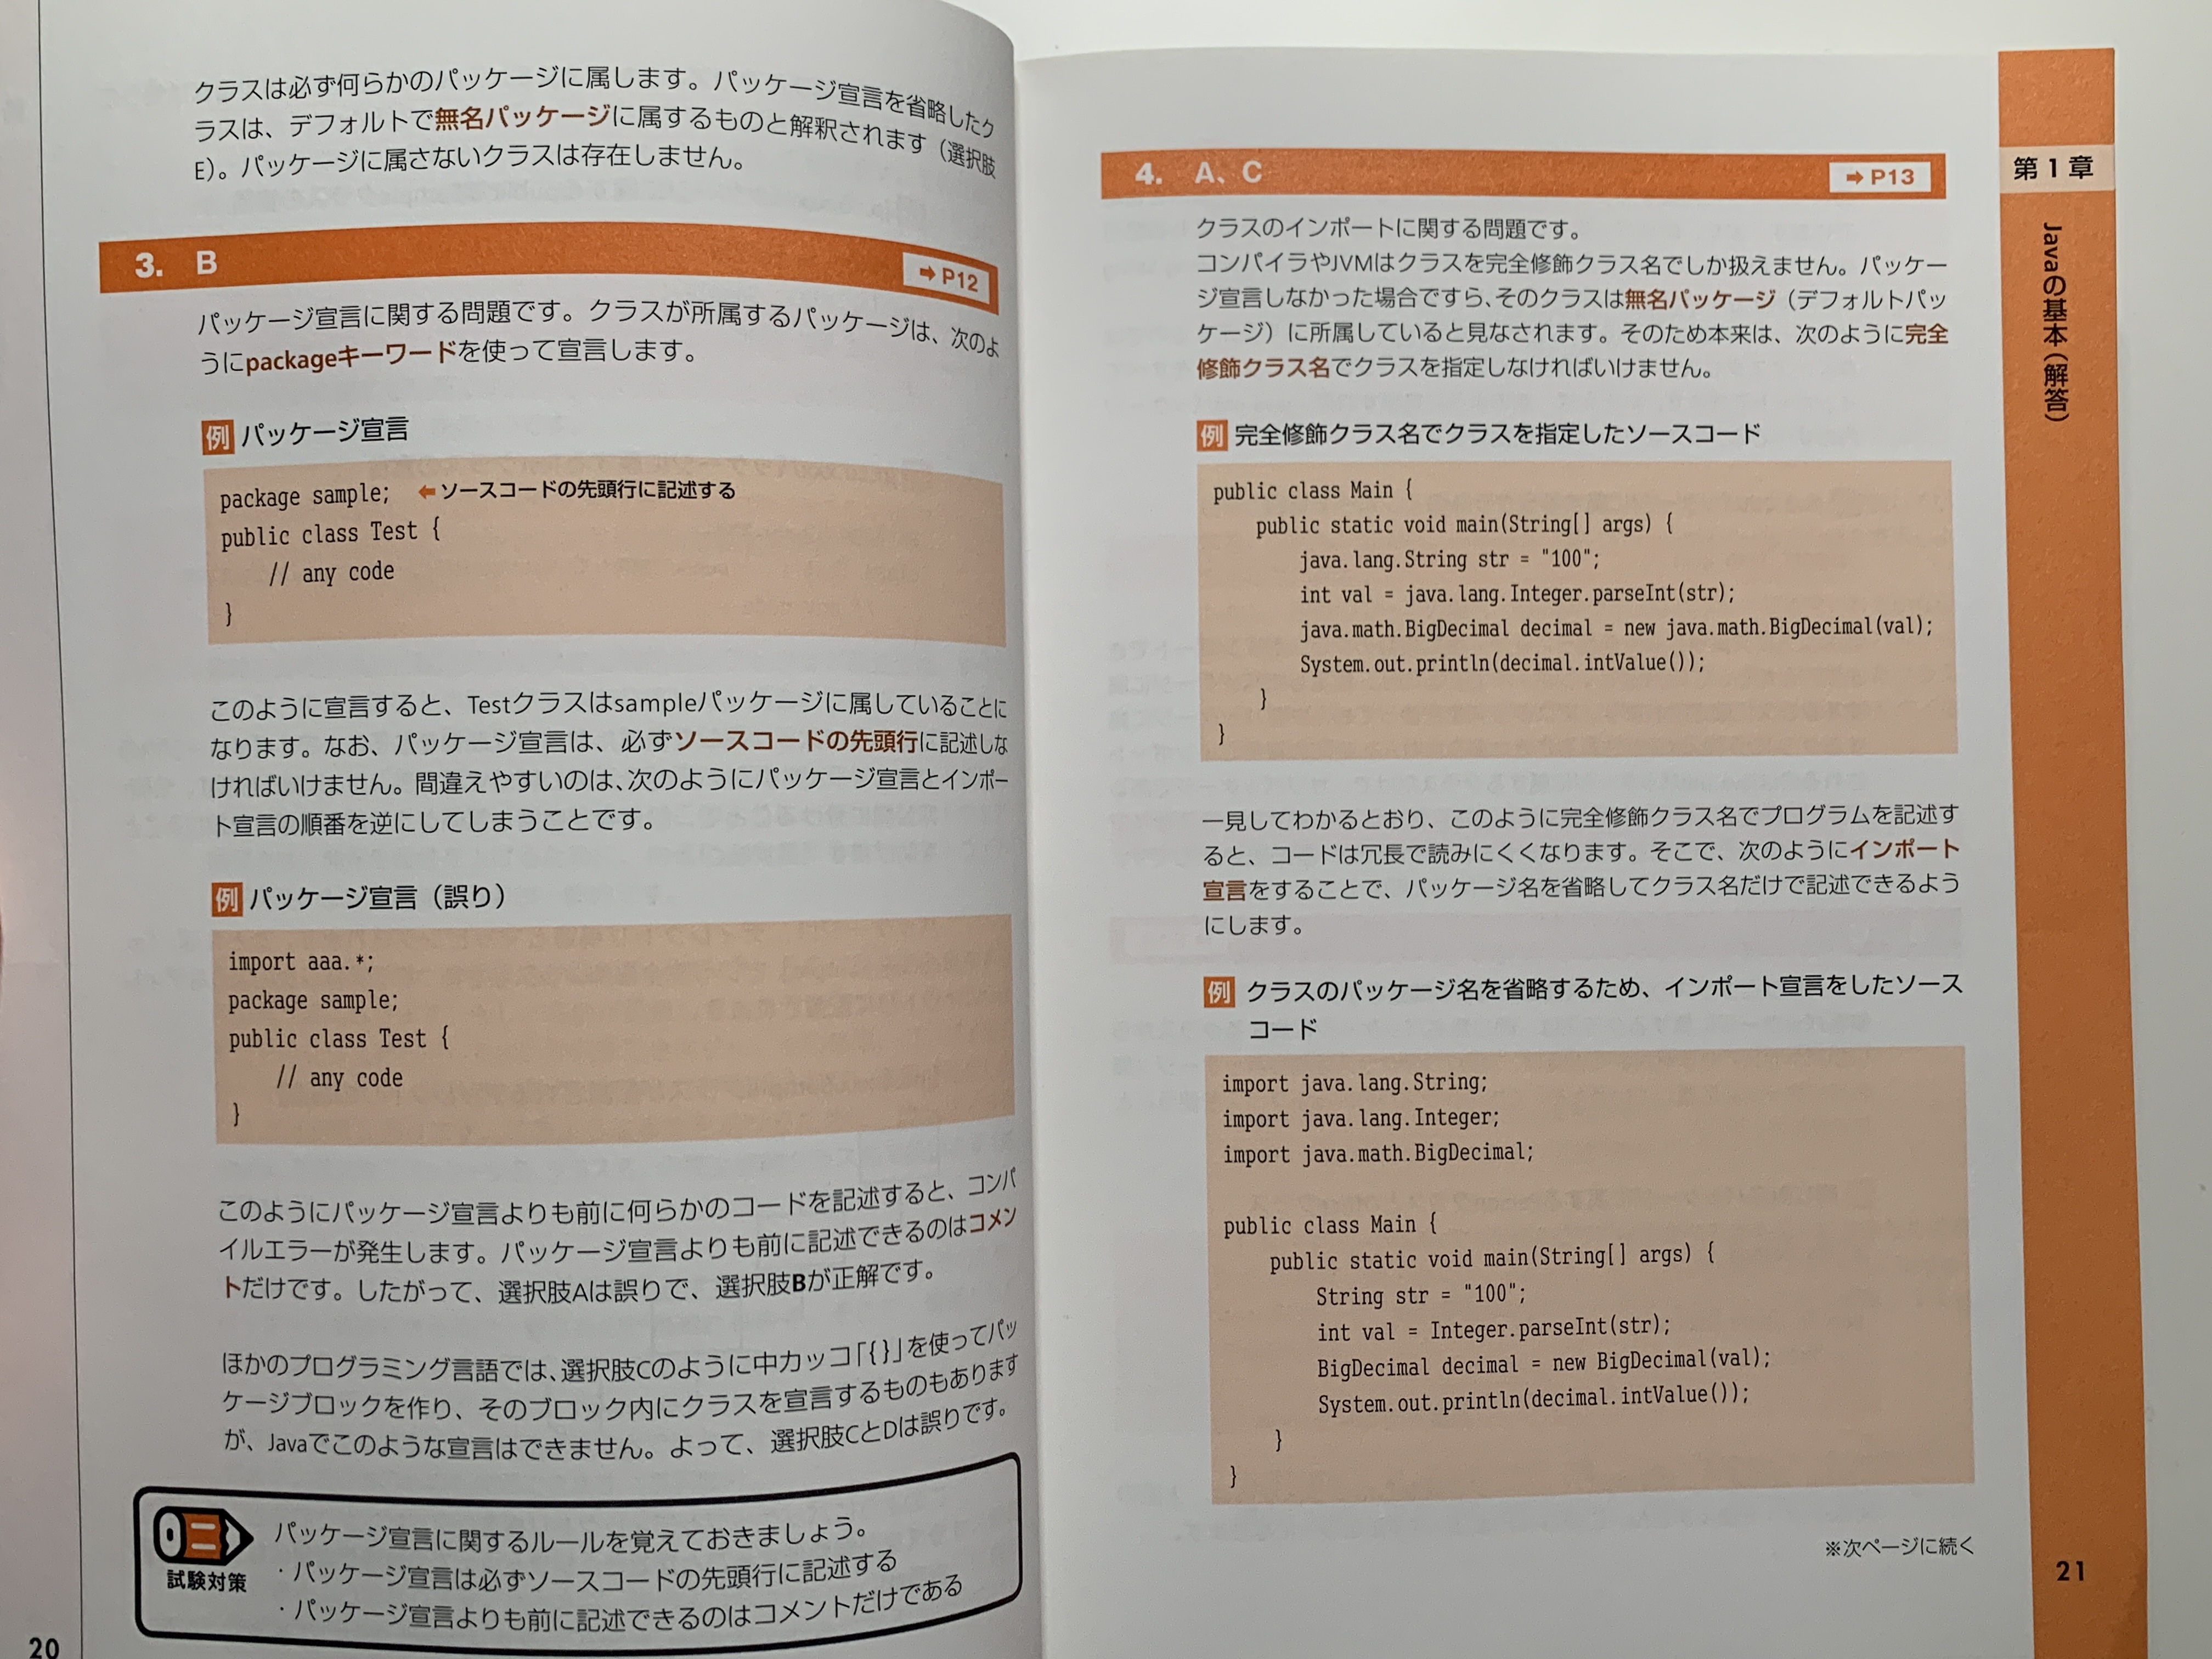 クラスは必ず何らかのパッケージに属します。パッケージ宣言を省略したク
ラスは、デフォルトで無名パッケージに属するものと解釈されます（選択肢
E）。パッケージに属さないクラスは存在しません。
3. B
➡P12
パッケージ宣言に関する問題です。クラスが所属するパッケージは、次のよ
うにpackageキーワードを使って宣言します。
例 パッケージ宣言
package sample; ←ソースコードの先頭行に記述する
public class Test {
    // any code
}
このように宣言すると、Testクラスはsampleパッケージに属していることに
なります。なお、パッケージ宣言は、必ずソースコードの先頭行に記述しな
ければいけません。間違えやすいのは、次のようにパッケージ宣言とインポー
ト宣言の順番を逆にしてしまうことです。
例 パッケージ宣言（誤り）
import aaa.*;
package sample;
public class Test {
    // any code
}
このようにパッケージ宣言よりも前に何らかのコードを記述すると、コンパ
イルエラーが発生します。パッケージ宣言よりも前に記述できるのはコメン
トだけです。したがって、選択肢Aは誤りで、選択肢Bが正解です。
ほかのプログラミング言語では、選択肢Cのように中カッコ「{}」を使ってパッ
ケージブロックを作り、そのブロック内にクラスを宣言するものもあります
が、Javaでこのような宣言はできません。よって、選択肢CとDは誤りです。
試験対策
パッケージ宣言に関するルールを覚えておきましょう。
・パッケージ宣言は必ずソースコードの先頭行に記述する
・パッケージ宣言よりも前に記述できるのはコメントだけである
20
4. A、C
➡P13
クラスのインポートに関する問題です。
コンパイラやJVMはクラスを完全修飾クラス名でしか扱えません。パッケー
ジ宣言しなかった場合ですら、そのクラスは無名パッケージ（デフォルトパッ
ケージ）に所属していると見なされます。そのため本来は、次のように完全
修飾クラス名でクラスを指定しなければいけません。
例 完全修飾クラス名でクラスを指定したソースコード
public class Main {
    public static void main(String[] args) {
        java.lang.String str = "100";
        int val = java.lang.Integer.parseInt(str);
        java.math.BigDecimal decimal = new java.math.BigDecimal(val);
        System.out.println(decimal.intValue());
    }
}
一見してわかるとおり、このように完全修飾クラス名でプログラムを記述す
ると、コードは冗長で読みにくくなります。そこで、次のようにインポート
宣言をすることで、パッケージ名を省略してクラス名だけで記述できるよう
にします。
例 クラスのパッケージ名を省略するため、インポート宣言をしたソース
コード
import java.lang.String;
import java.lang.Integer;
import java.math.BigDecimal;
public class Main {
    public static void main(String[] args) {
        String str = "100";
        int val = Integer.parseInt(str);
        BigDecimal decimal = new BigDecimal(val);
        System.out.println(decimal.intValue());
    }
}
※次ページに続く
第1章
Javaの基本（解答）
21